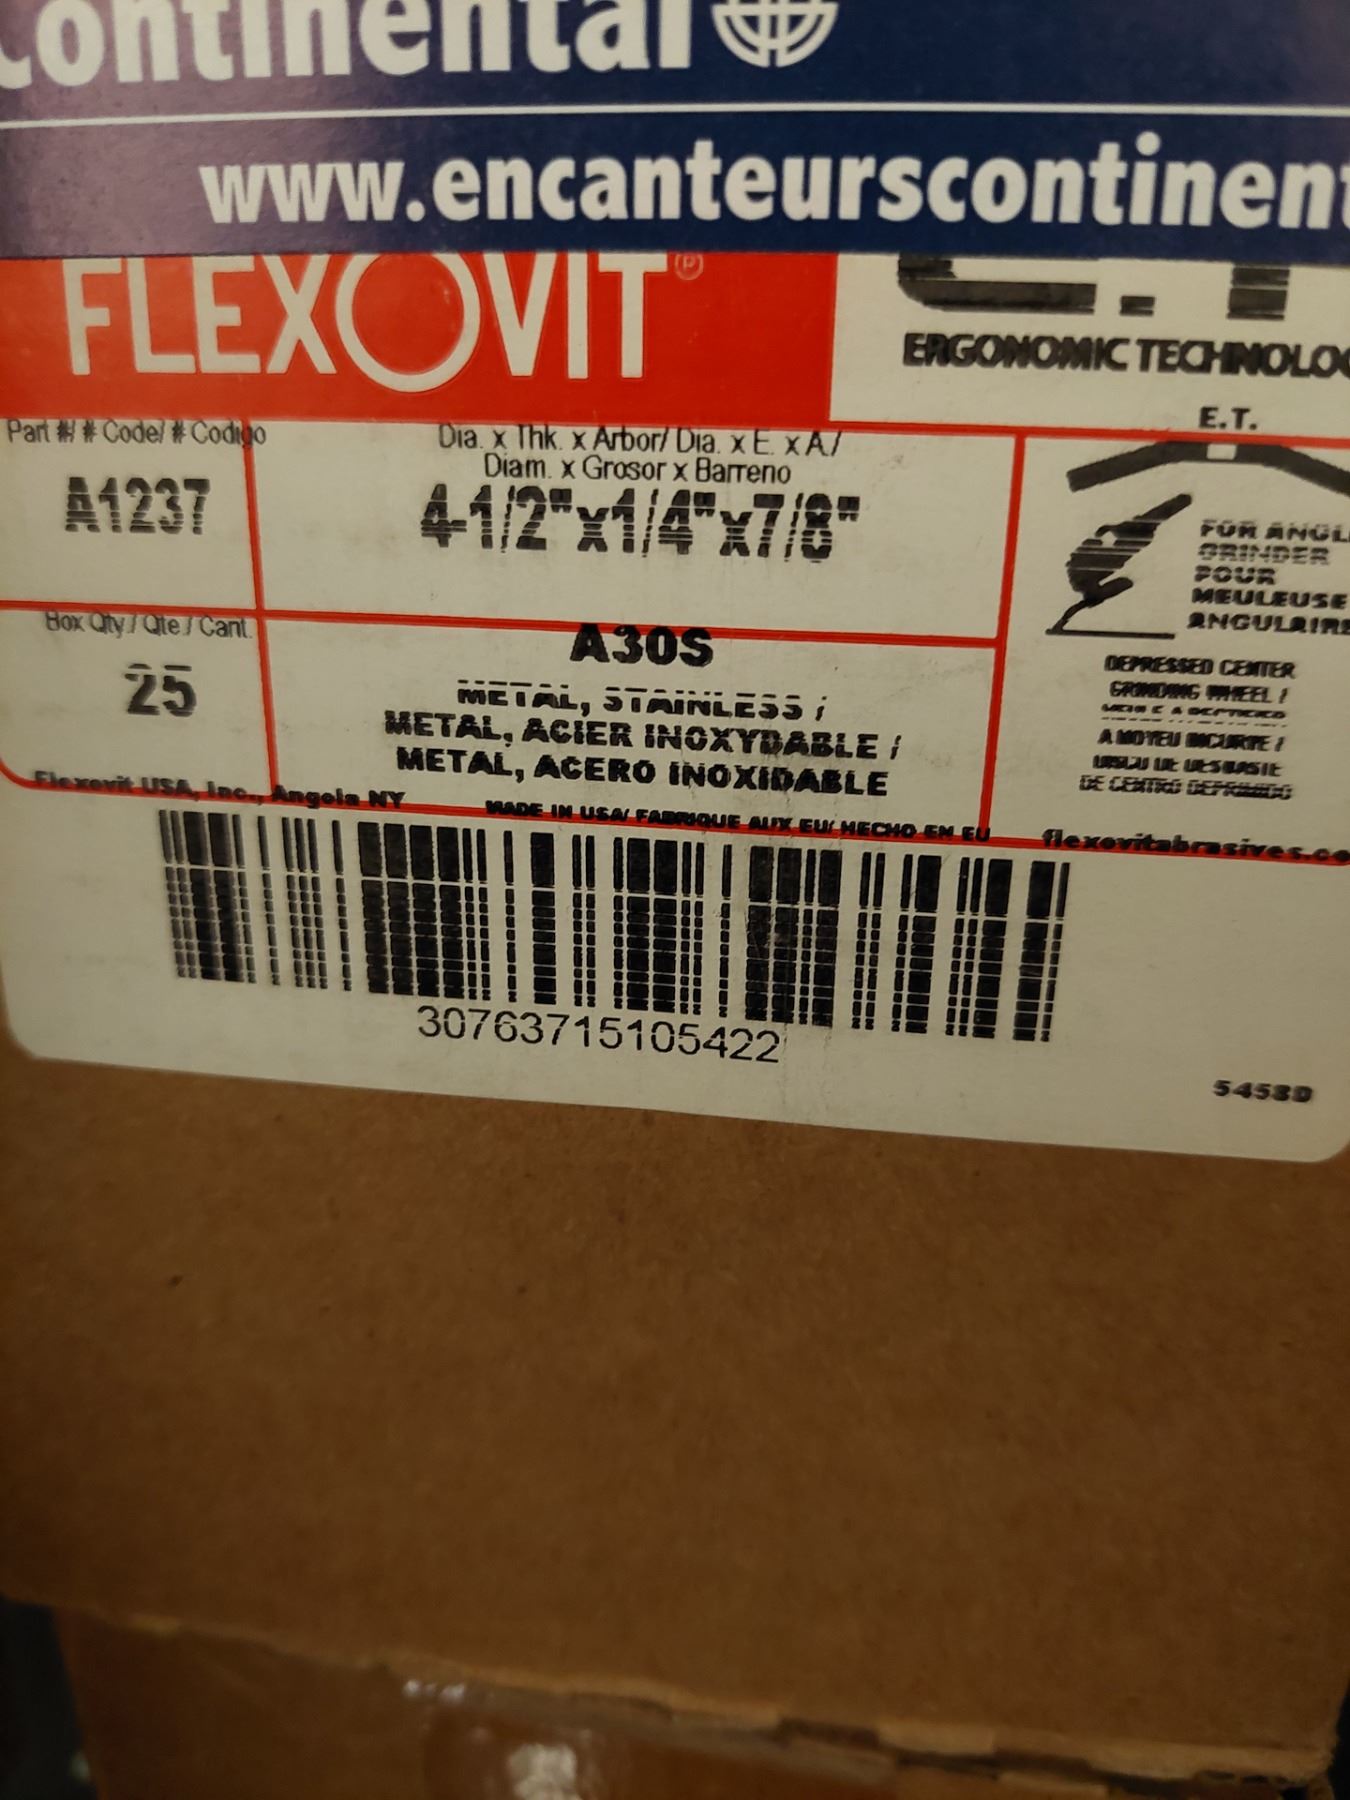 Continental
www.encanteurscontinent
FLEXOVIT®
E.T
ERGONOMIC TECHNOLOG
E.T.
Part #/ # Code/ # Codigo
A1237
Dia. x Thk. x Arbor/ Dia. x E. x A/
Diam. x Grosor x Barreno
4-1/2"x1/4"x7/8"
FOR ANGL
GRINDER
POUR
MEULEUSE
ANGULAIRE
Box Qty / Qte / Cant.
25
A30S
METAL, STAINLESS /
METAL, ACIER INOXYDABLE /
METAL, ACERO INOXIDABLE
DEPRESSED CENTER
GRINDING WHEEL /
A MOYEU
DE CENTRO DEPRIMIDO
Flexovit USA, Inc., Angola NY
MADE IN USA/ FABRIQUE AUX EU/ HECHO EN EU
flexovitabrasives.co
30763715105422
5458D